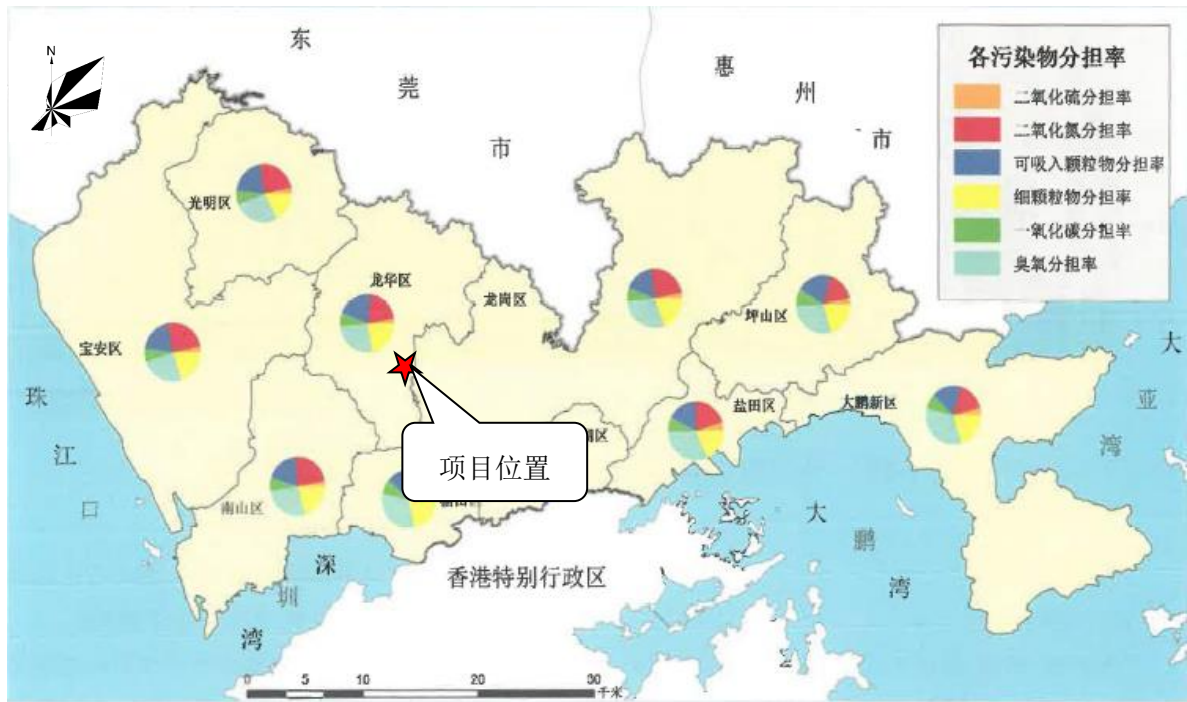 N
东
莞
市
惠
州
市
各污染物分担率
二氧化硫分担率
二氧化氮分担率
可吸入颗粒物分担率
细颗粒物分担率
一氧化碳分担率
臭氧分担率
光明区
龙华区
龙岗区
坪山区
宝安区
盐田区
大鹏新区
湖区
南山区
项目位置
珠
江
口
深
圳
湾
香港特别行政区
大
鹏
湾
大
亚
湾
0 5 10 20 30
千米